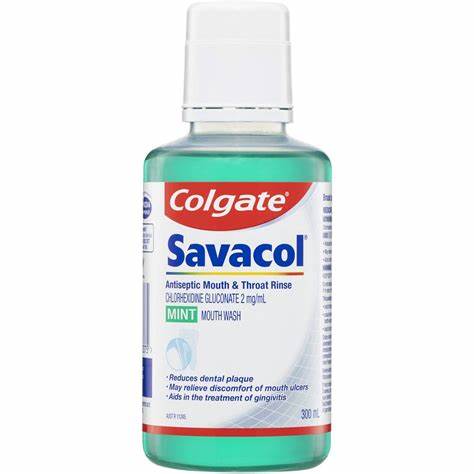 Colgate®
Savacol®
Antiseptic Mouth & Throat Rinse
CHLORHEXIDINE GLUCONATE 2 mg/mL
MINT MOUTH WASH
• Reduces dental plaque
• May relieve discomfort of mouth ulcers
• Aids in the treatment of gingivitis
300 mL